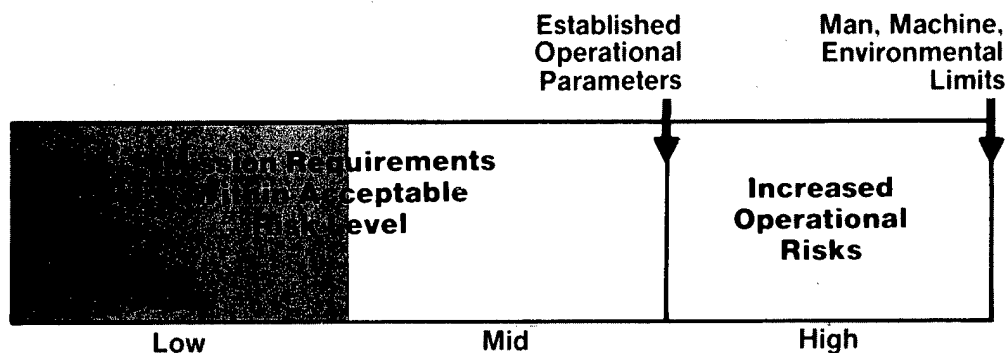 Established
Operational
Parameters
Man, Machine,
Environmental
Limits
Mission Requirements
Within Acceptable
Risk Level
Increased
Operational
Risks
Low
Mid
High